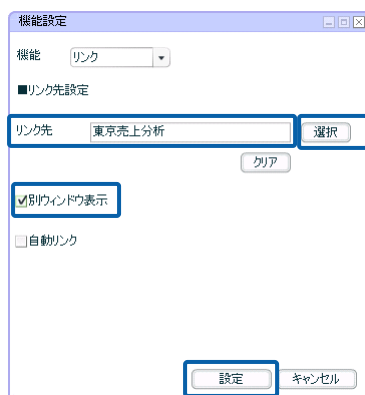 機能設定
機能 リンク
■リンク先設定
リンク先 東京売上分析 選択
クリア
別ウィンドウ表示
自動リンク
設定 キャンセル